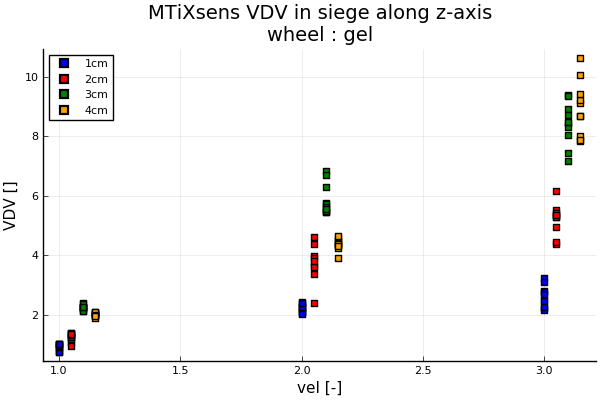 MTiXsens VDV in siege along z-axis
wheel : gel
1cm
2cm
3cm
4cm
VDV []
10
8
6
4
2
1.0 1.5 2.0 2.5 3.0
vel [-]